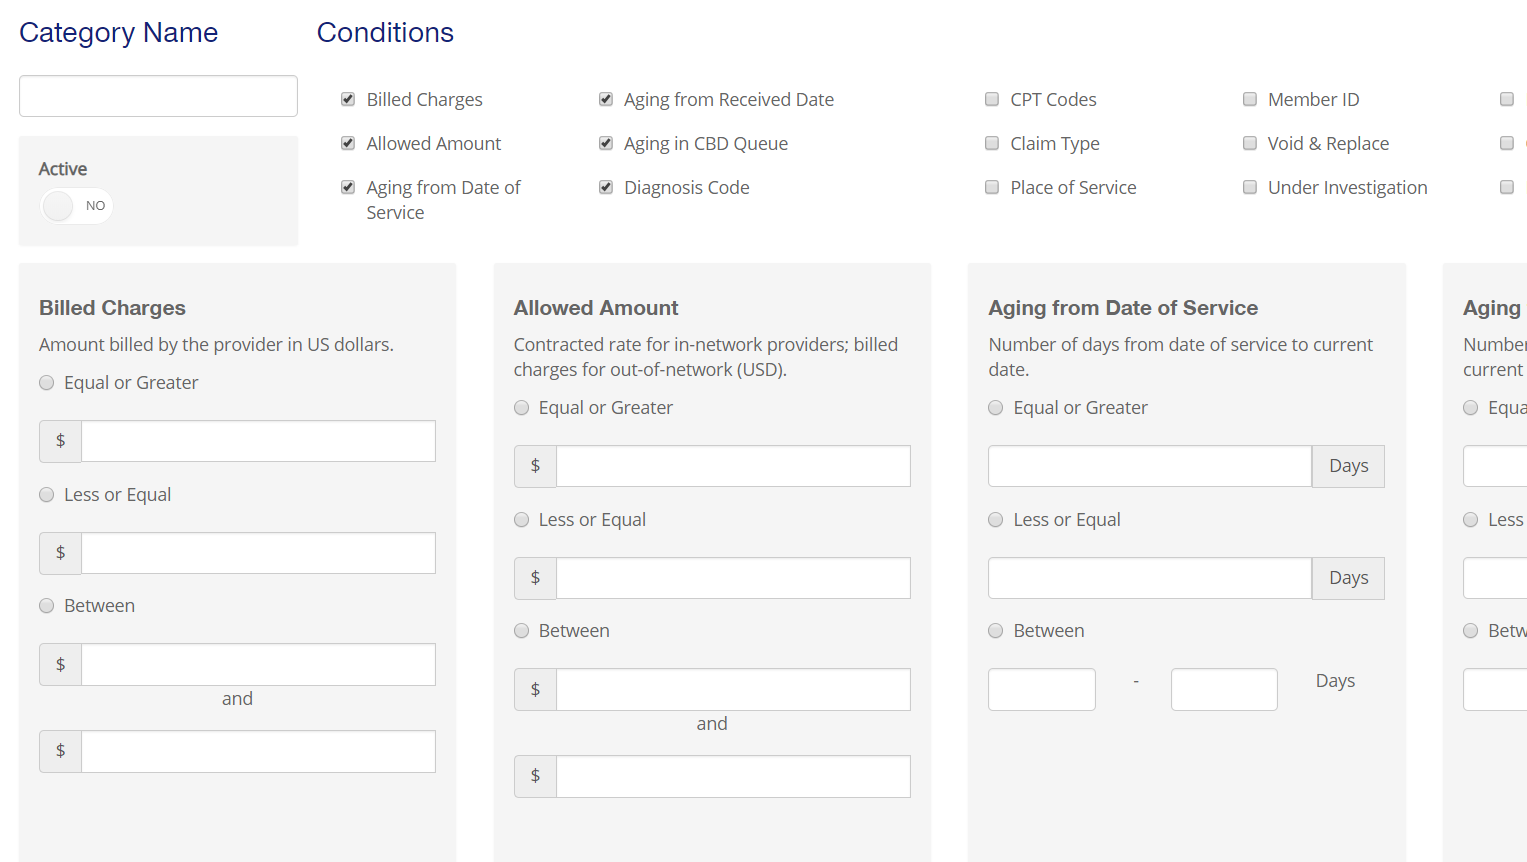 Category Name
Conditions
Billed Charges
Aging from Received Date
CPT Codes
Member ID
Allowed Amount
Aging in CBD Queue
Claim Type
Void & Replace
Active
NO
Aging from Date of
Service
Diagnosis Code
Place of Service
Under Investigation
Billed Charges
Amount billed by the provider in US dollars.
Equal or Greater
$
Less or Equal
$
Between
$
and
$
Allowed Amount
Contracted rate for in-network providers; billed
charges for out-of-network (USD).
Equal or Greater
$
Less or Equal
$
Between
$
and
$
Aging from Date of Service
Number of days from date of service to current
date.
Equal or Greater
Days
Less or Equal
Days
Between
- Days
Aging
current
Less